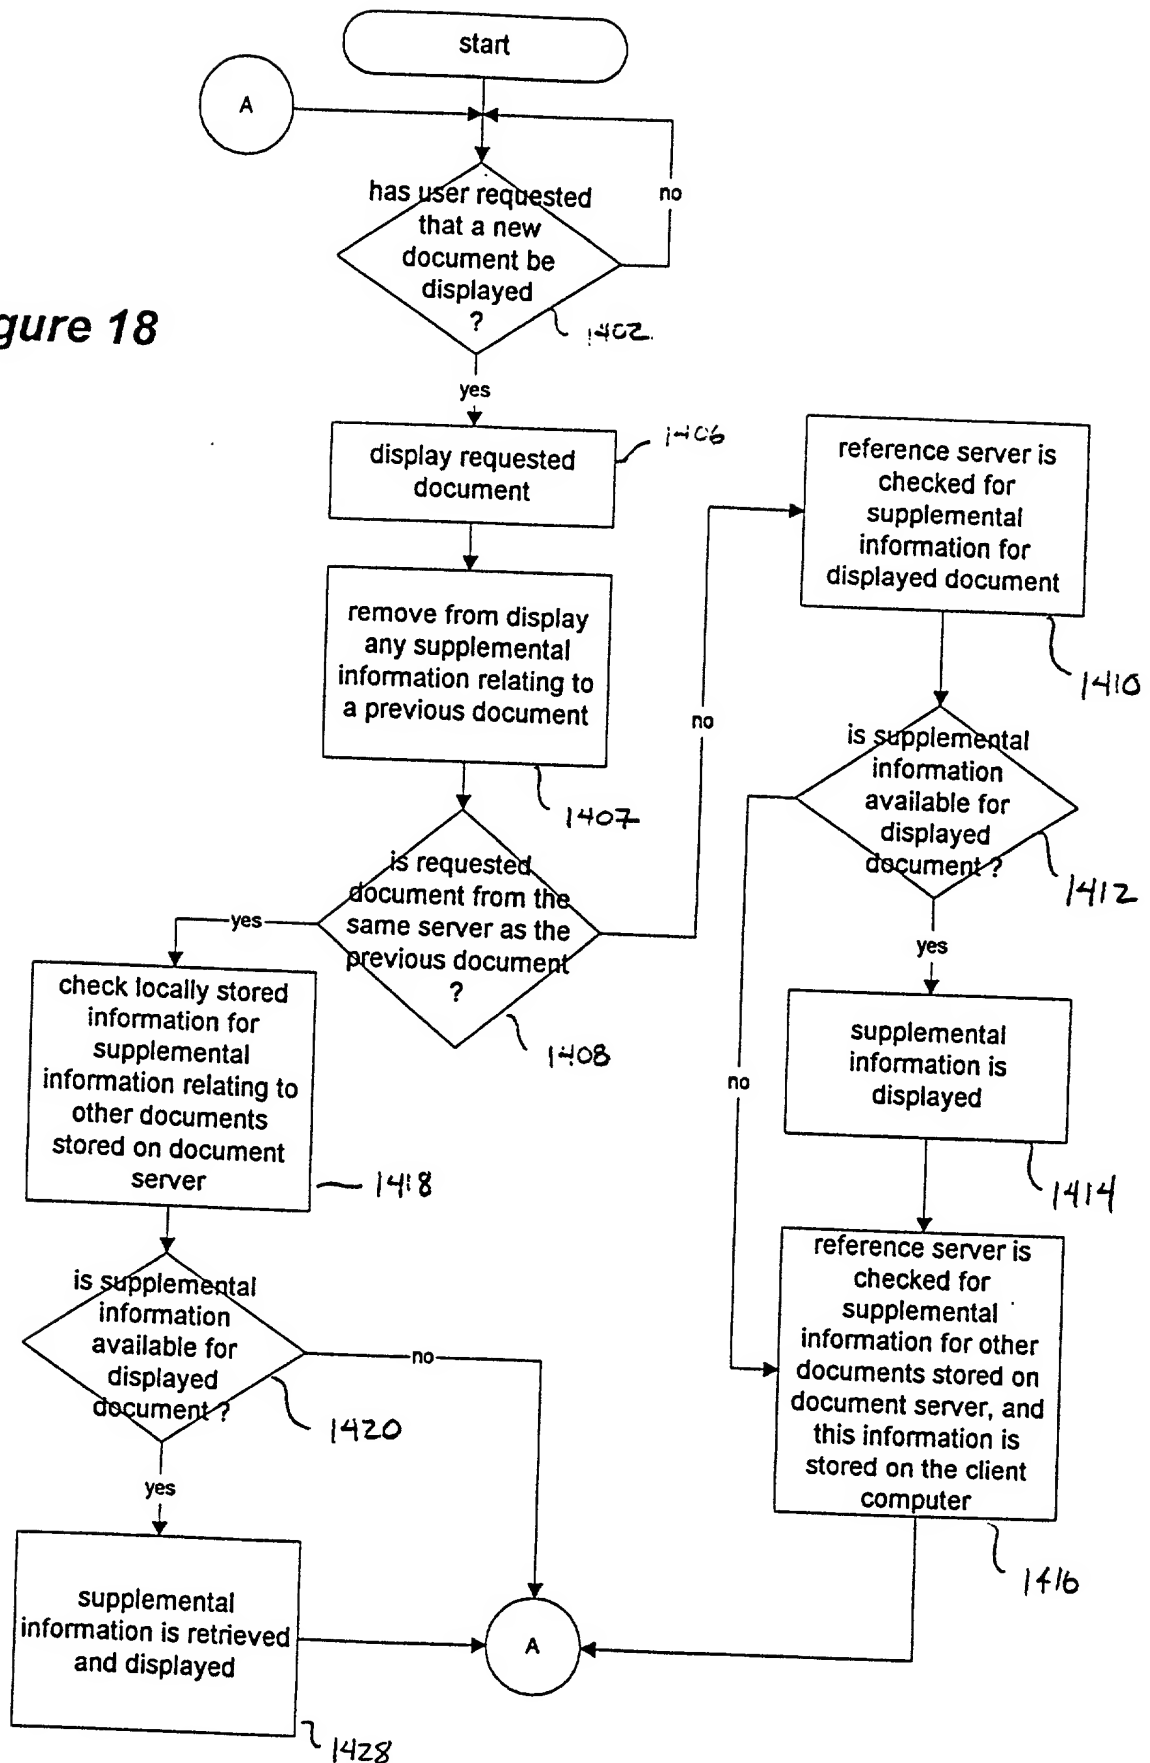 start
A
has user requested
that a new
document be
displayed
?
no
1402
gure 18
yes
display requested
document
1406
remove from display
any supplemental
information relating to
a previous document
1407
is requested
document from the
same server as the
previous document
?
1408
no
reference server is
checked for
supplemental
information for
displayed document
1410
is supplemental
information
available for
displayed
document ?
1412
yes
no
supplemental
information is
displayed
1414
reference server is
checked for
supplemental
information for other
documents stored on
document server, and
this information is
stored on the client
computer
1416
yes
check locally stored
information for
supplemental
information relating to
other documents
stored on document
server
1418
is supplemental
information
available for
displayed
document ?
1420
no
yes
supplemental
information is retrieved
and displayed
1428
A